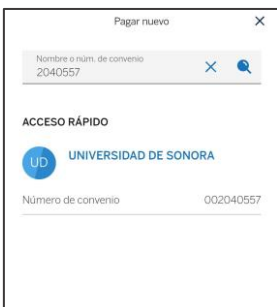 Pagar nuevo
Nombre o núm. de convenio
2040557
ACCESO RÁPIDO
UD
UNIVERSIDAD DE SONORA
Número de convenio 002040557